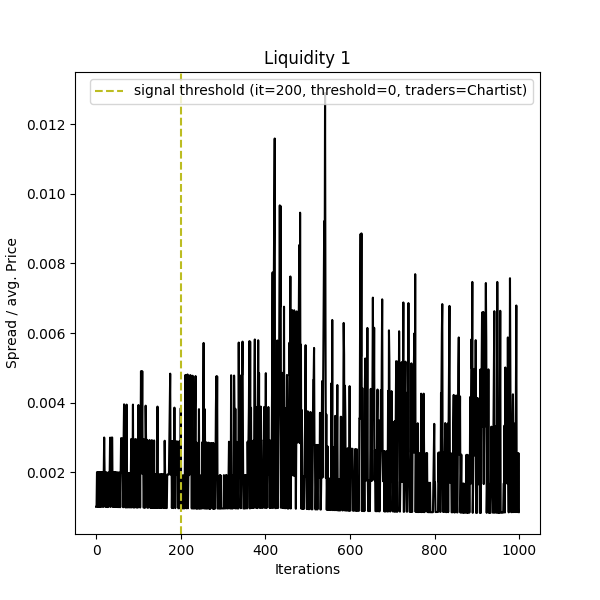 Liquidity 1
signal threshold (it=200, threshold=0, traders=Chartist)
0.012
0.010
0.008
0.006
0.004
0.002
Spread / avg. Price
0 200 400 600 800 1000
Iterations